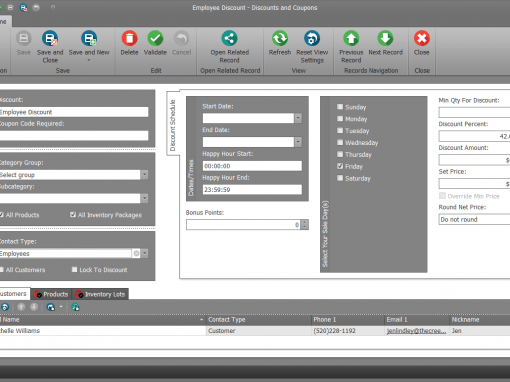 Employee Discount - Discounts and Coupons
Save
Save and Close
Save and New
Delete
Validate
Cancel
Open Related Record
Refresh
Reset View Settings
Previous Record
Next Record
Close
Save
Edit
Open Related Record
View
Records Navigation
Close
Discount:
Employee Discount
Coupon Code Required:
Category Group:
Select group
Subcategory:
All Products
All Inventory Packages
Contact Type:
Employees
All Customers
Lock To Discount
Discount Schedule
Dates/Times
Start Date:
End Date:
Happy Hour Start:
00:00:00
Happy Hour End:
23:59:59
Bonus Points:
0
Select Your Sale Day(s)
Sunday
Monday
Tuesday
Wednesday
Thursday
Friday
Saturday
Min Qty For Discount:
Discount Percent:
42.
Discount Amount:
$
Set Price:
$
Override Min Price
Round Net Price:
Do not round
ustomers
Products
Inventory Lots
l Name
Contact Type
Phone 1
Email 1
Nickname
chelle Williams
Customer
(520)228-1192
jenlindley@thecree...
Jen